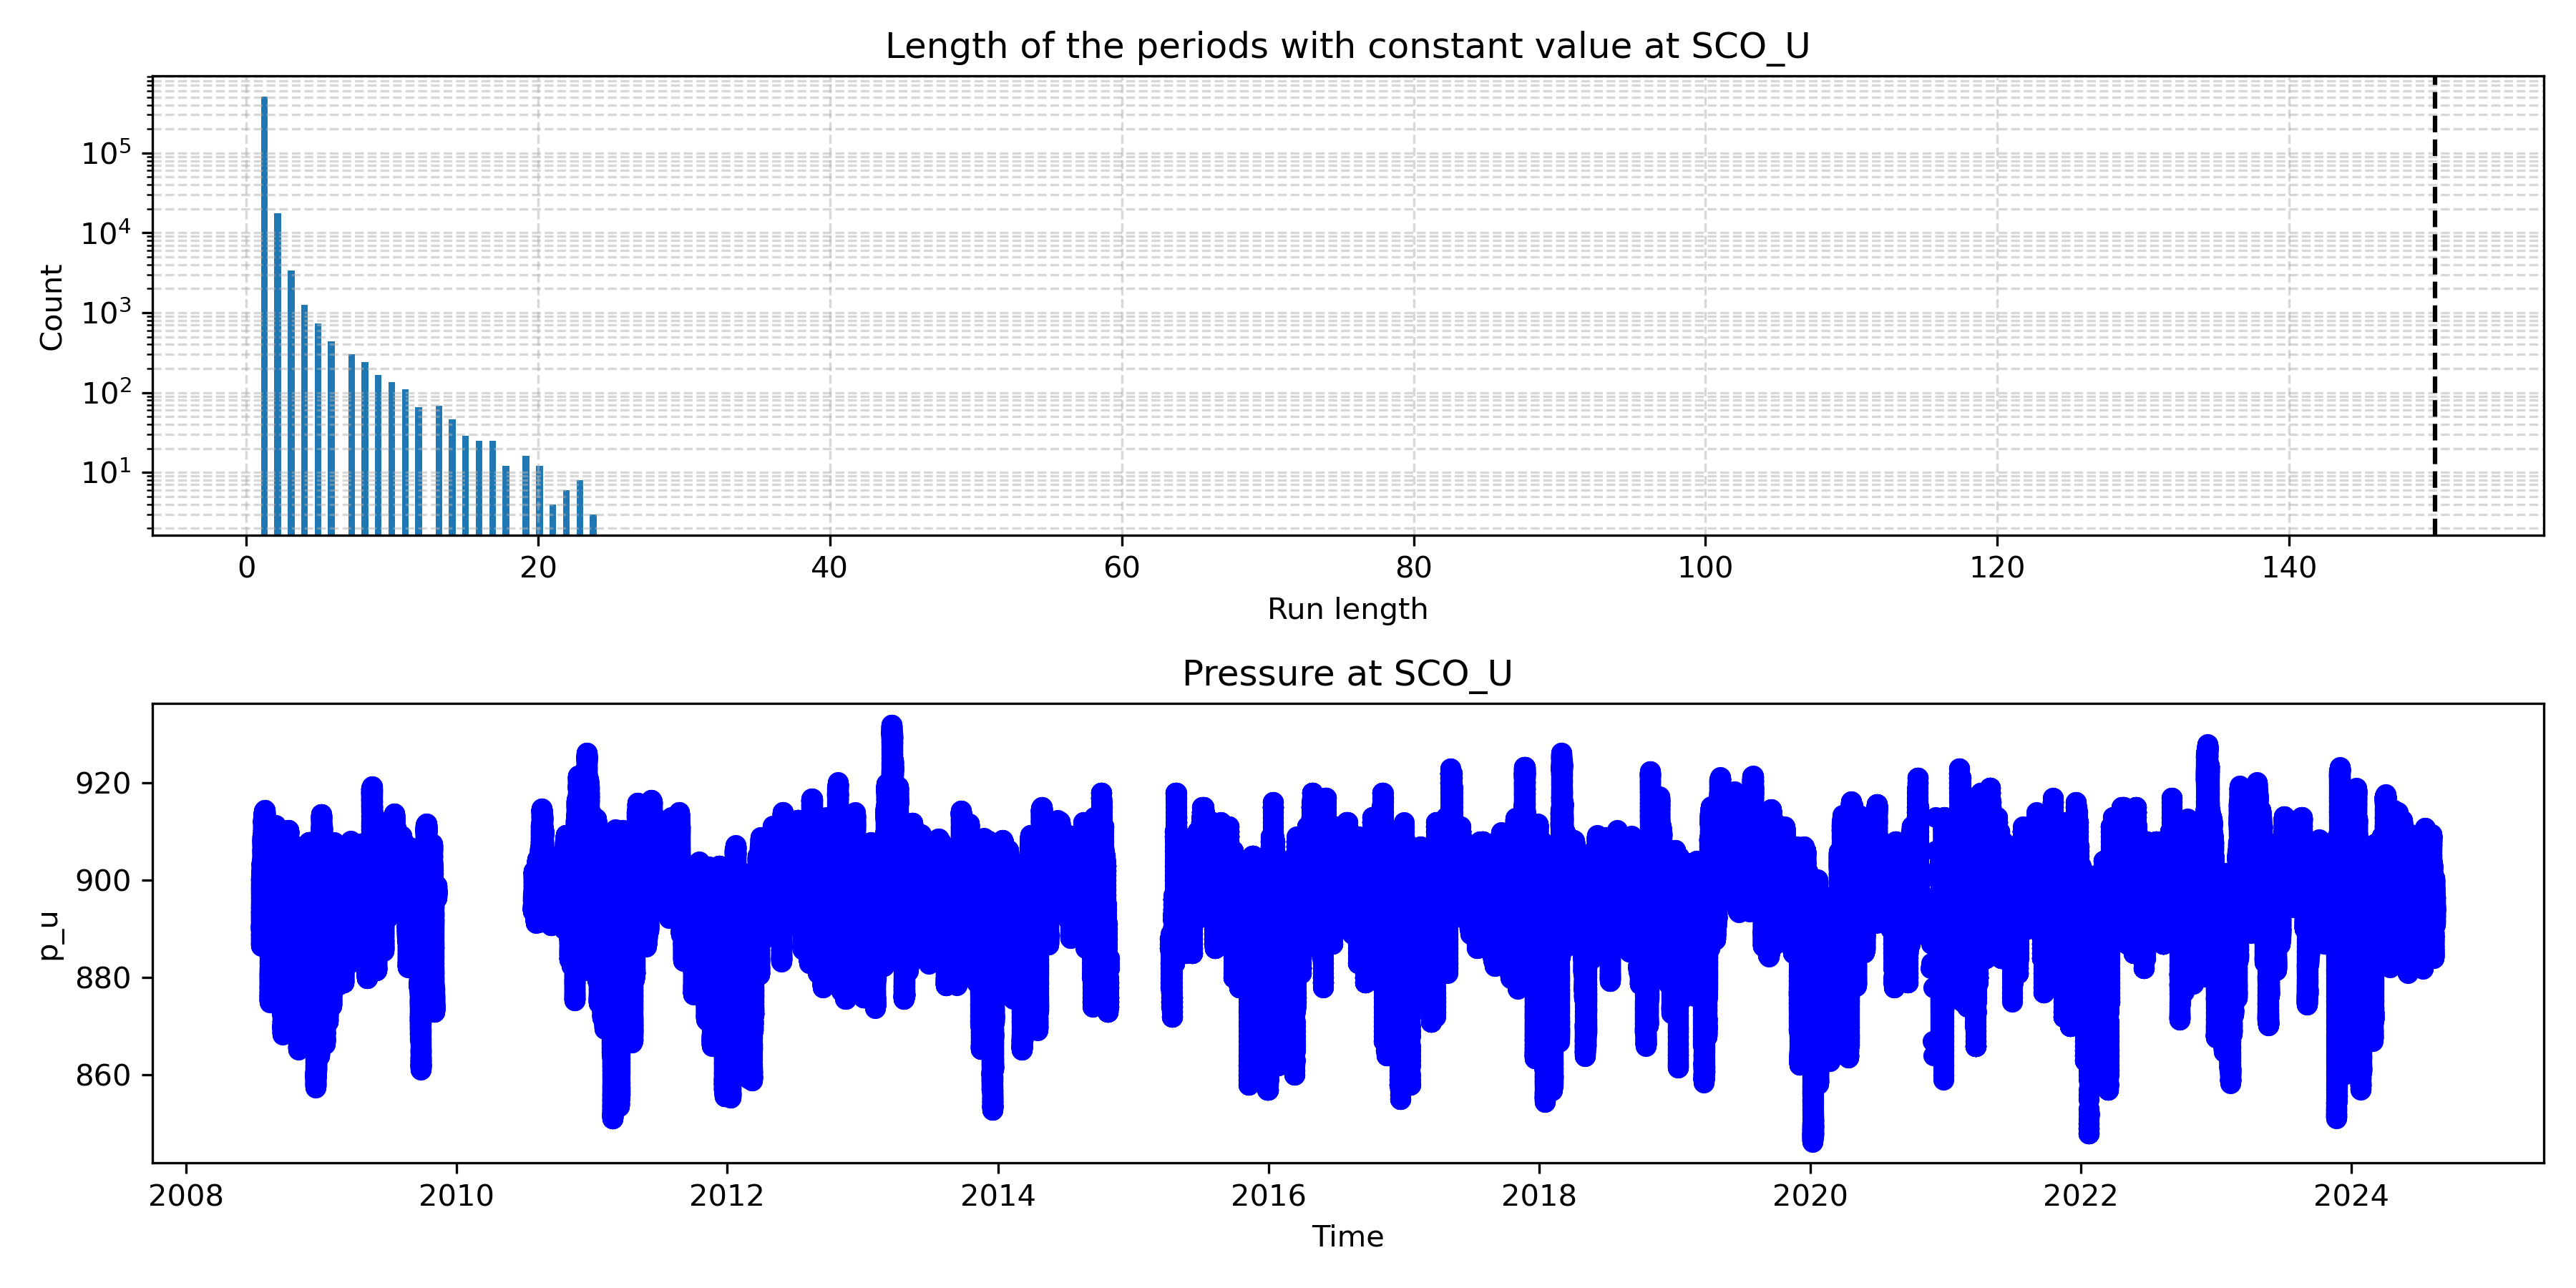 Length of the periods with constant value at SCO_U
Count
10^5
10^4
10^3
10^2
10^1
0 20 40 60 80 100 120 140
Run length
Pressure at SCO_U
p_u
920
900
880
860
2008 2010 2012 2014 2016 2018 2020 2022 2024
Time